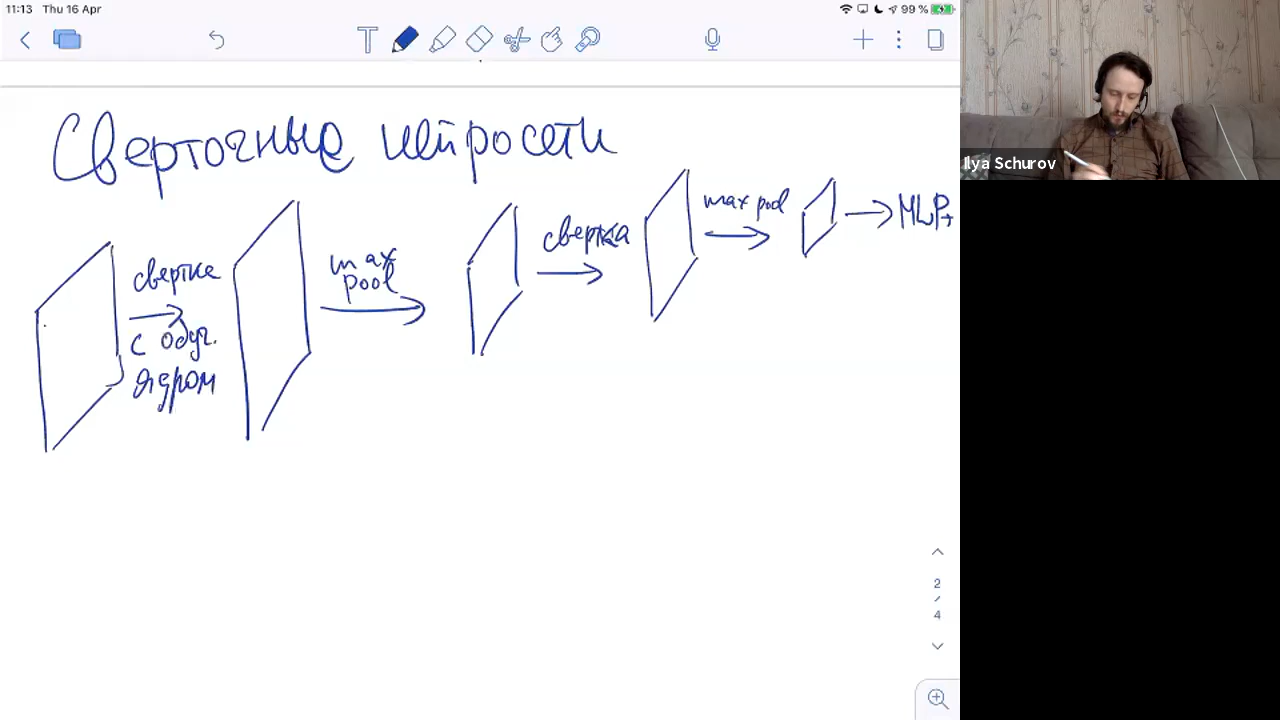 11:13 Thu 16 Apr
99 %
T
Ilya Schurov
Сверточные нейросети
свертка
с обуч.
ядром
max
pool
свертка
max pool
MLP+
2
4